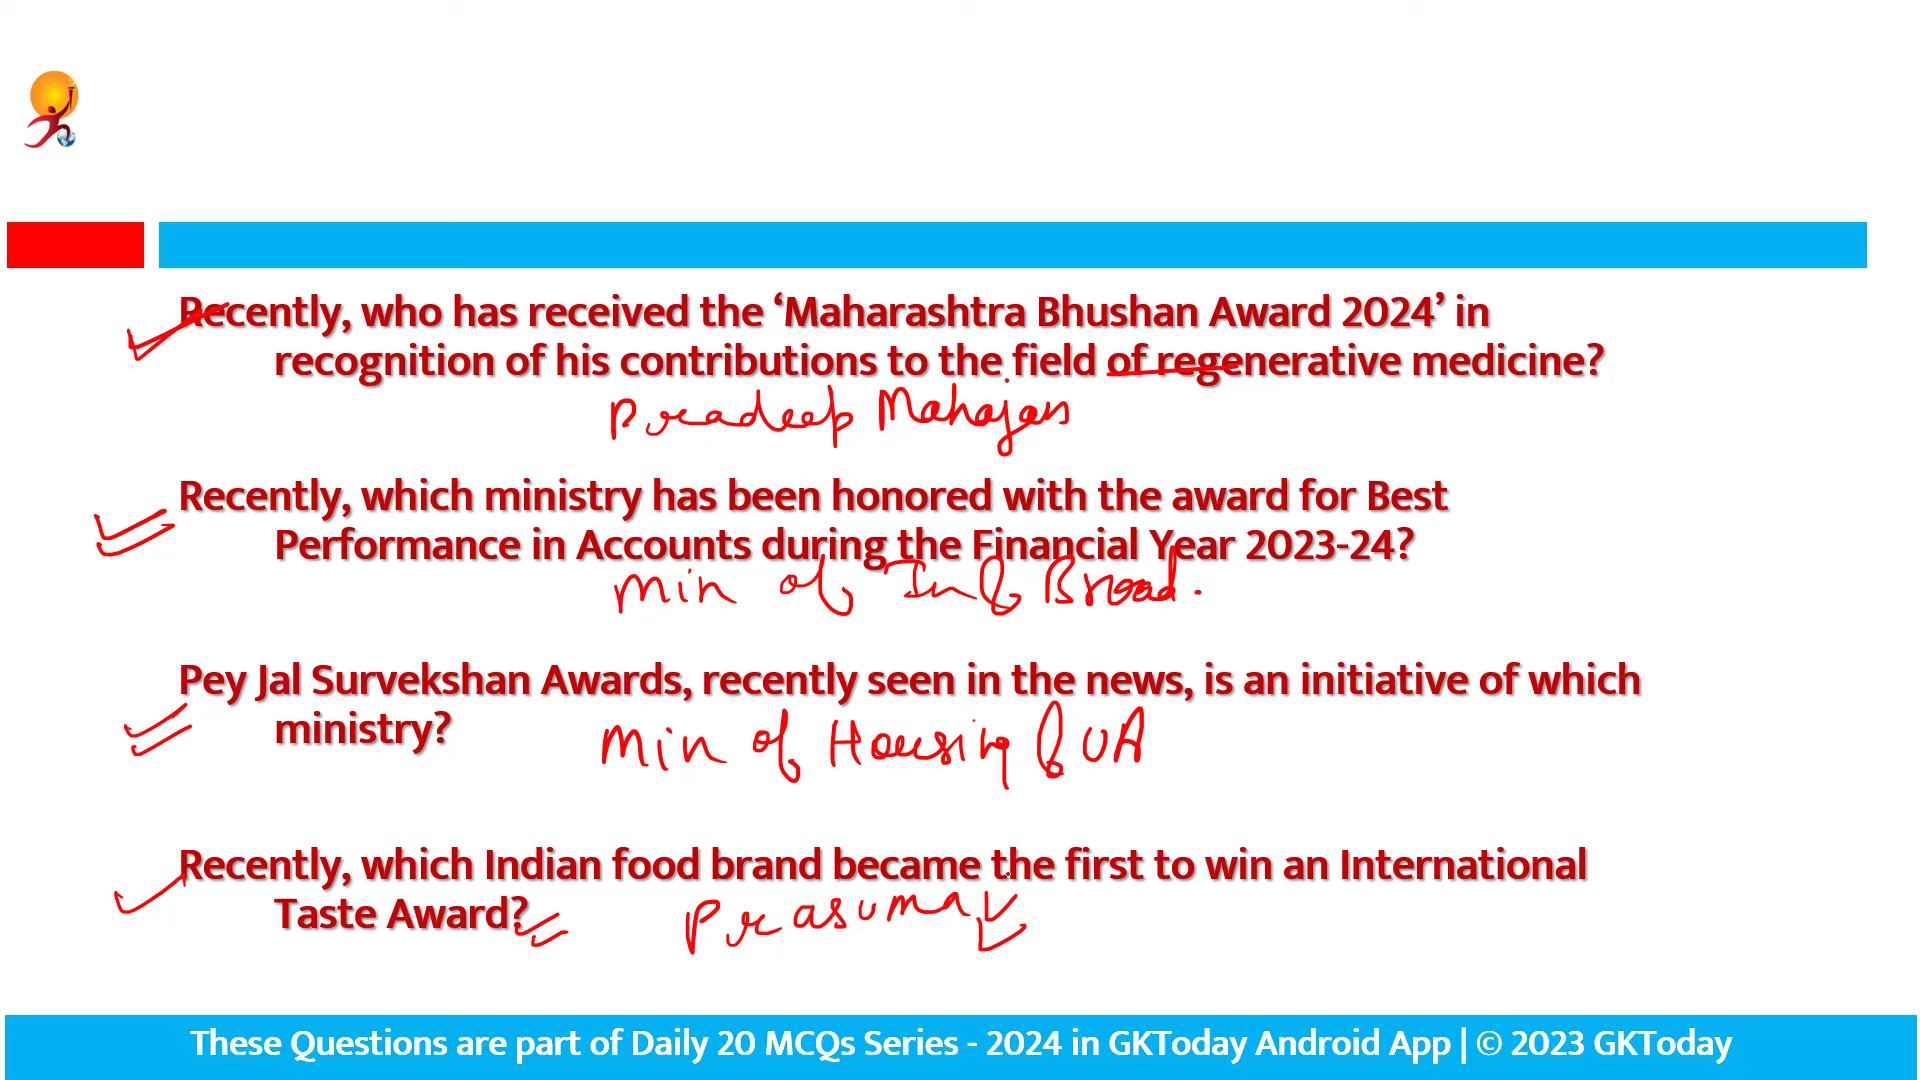 Recently, who has received the ‘Maharashtra Bhushan Award 2024’ in
recognition of his contributions to the field of regenerative medicine?
Pradeep Mahajan
Recently, which ministry has been honored with the award for Best
Performance in Accounts during the Financial Year 2023-24?
Min of Inf & Broad.
Pey Jal Survekshan Awards, recently seen in the news, is an initiative of which
ministry?
Min of Housing & UA
Recently, which Indian food brand became the first to win an International
Taste Award?
Prasuma
These Questions are part of Daily 20 MCQs Series - 2024 in GKToday Android App | © 2023 GKToday